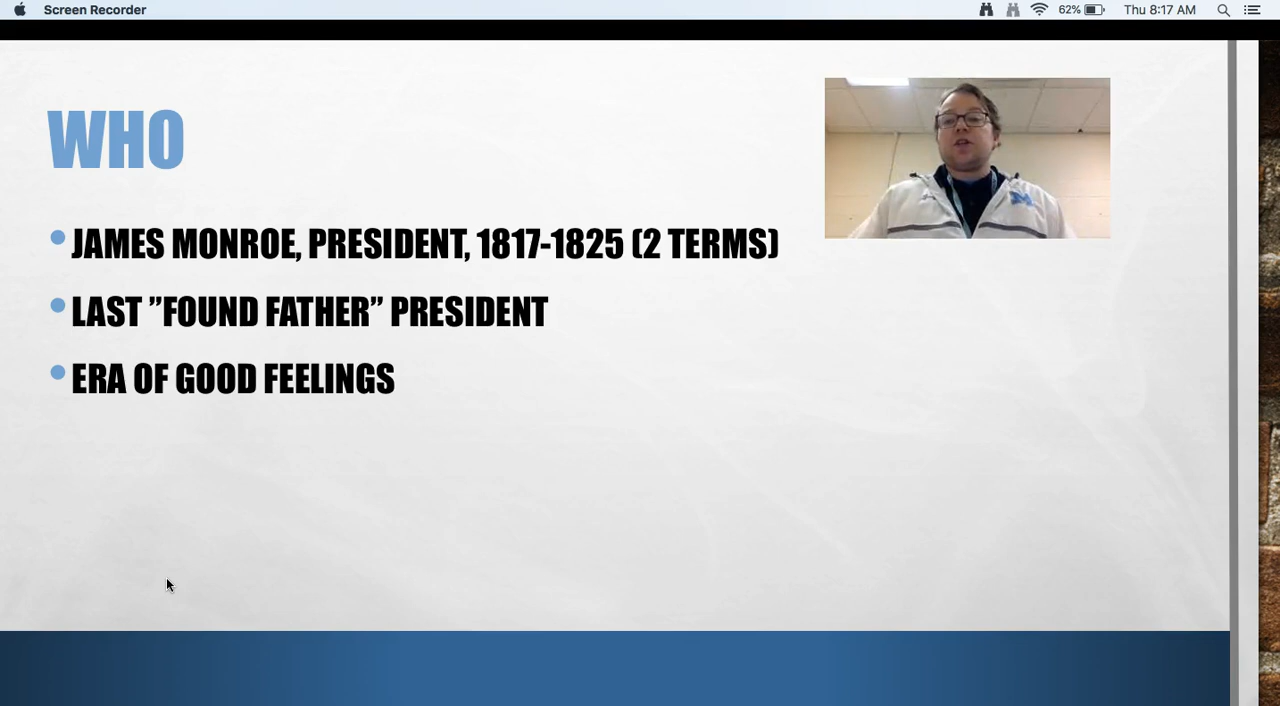 Screen Recorder
62%
Thu 8:17 AM
WHO
JAMES MONROE, PRESIDENT, 1817-1825 (2 TERMS)
LAST ”FOUND FATHER” PRESIDENT
ERA OF GOOD FEELINGS